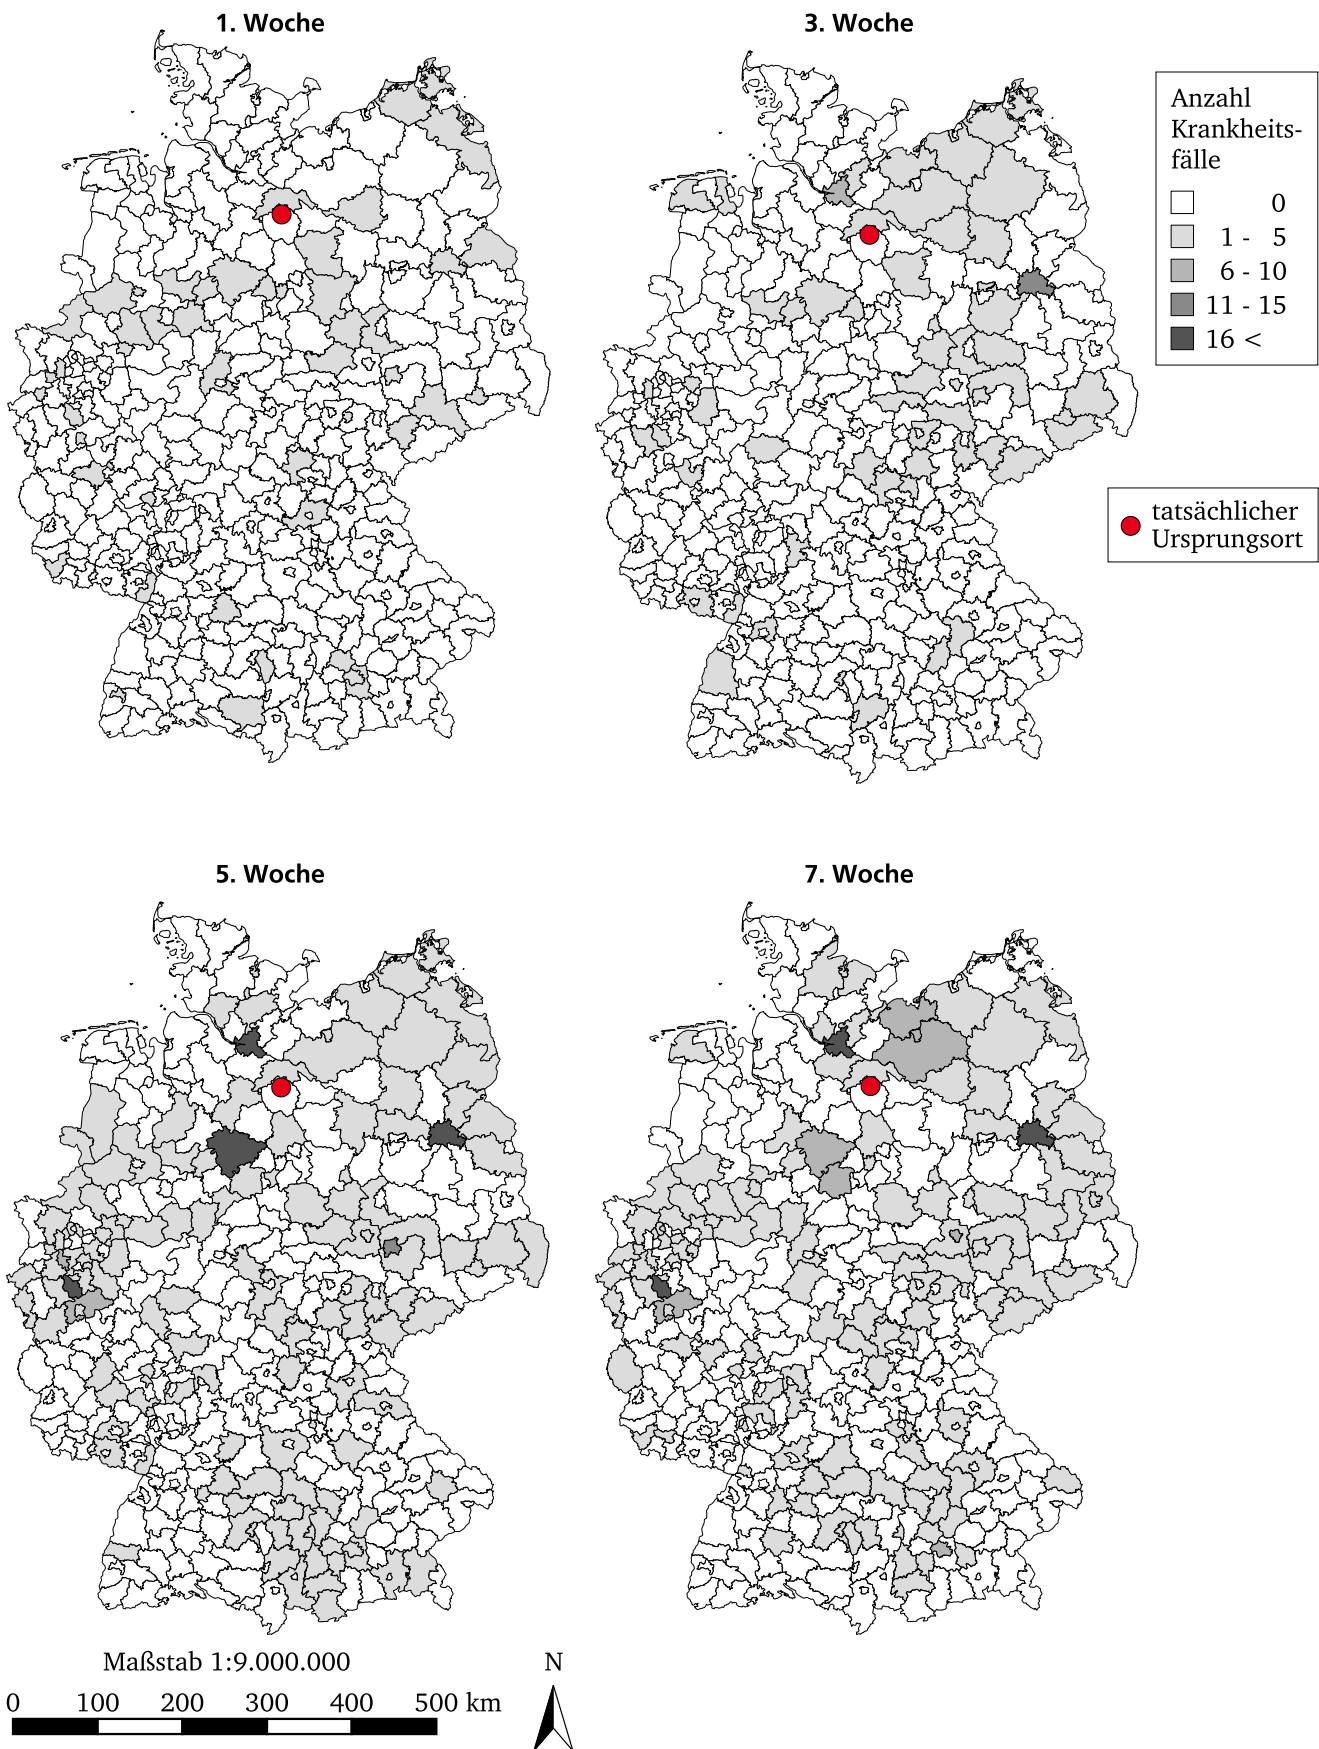 1. Woche
3. Woche
Anzahl
Krankheits-
fälle
0
1 - 5
6 - 10
11 - 15
16 <
tatsächlicher
Ursprungsort
5. Woche
7. Woche
Maßstab 1:9.000.000
N
0 100 200 300 400 500 km